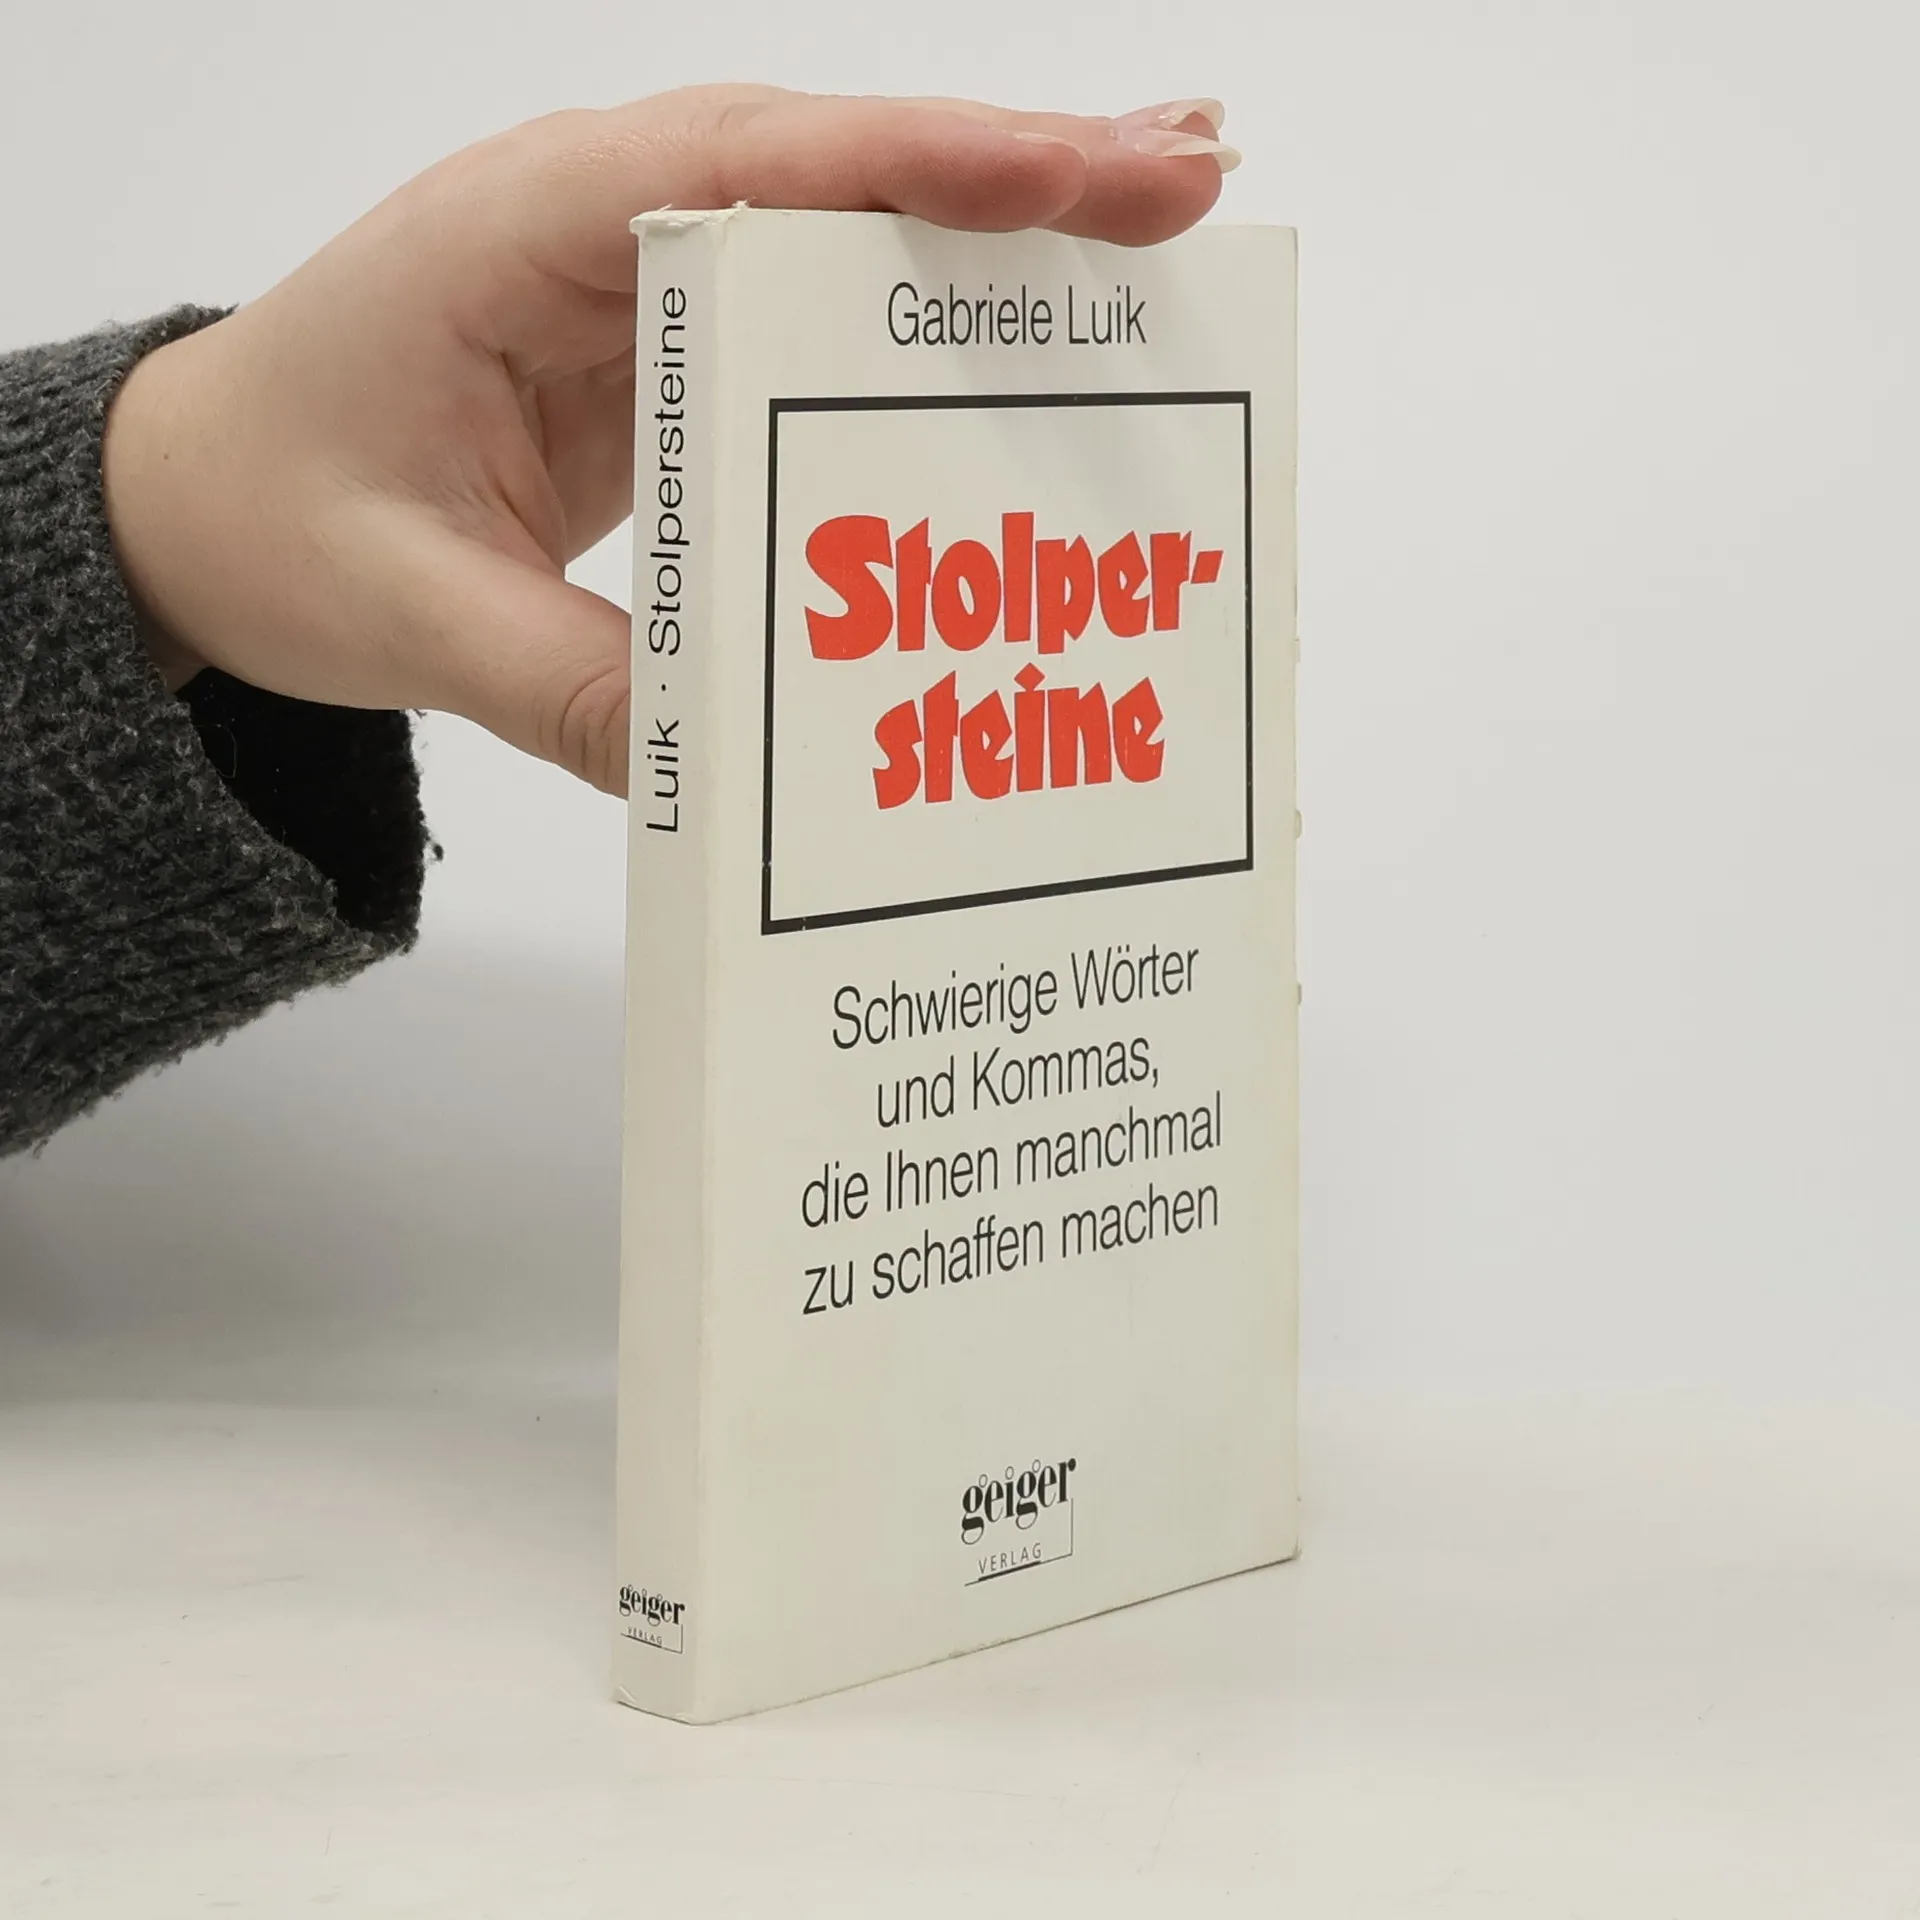 Luik · Stolpersteine
geiger
VERLAG
Gabriele Luik
Stolper-
steine
Schwierige Wörter
und Kommas,
die Ihnen manchmal
zu schaffen machen
geiger
VERLAG